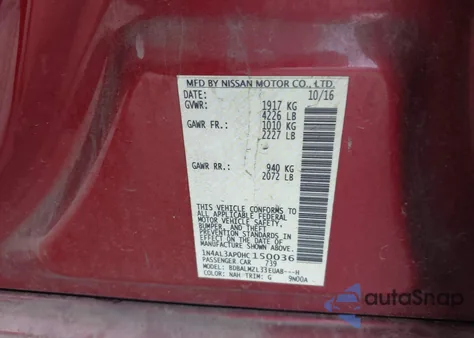 MFD BY NISSAN MOTOR CO., LTD.
DATE: 10/16
GVWR: 1917 KG
4226 LB
GAWR FR.: 1010 KG
2227 LB
GAWR RR.: 940 KG
2072 LB
THIS VEHICLE CONFORMS TO
ALL APPLICABLE FEDERAL
MOTOR VEHICLE SAFETY,
BUMPER, AND THEFT
PREVENTION STANDARDS IN
EFFECT ON THE DATE OF
MANUFACTURE SHOWN ABOVE.
1N4AL3AP0HC150036
PASSENGER CAR 739
MODEL: BDBALMZL33EUAB---H
COLOR: NAH TRIM: G 9N00A
autoSnap